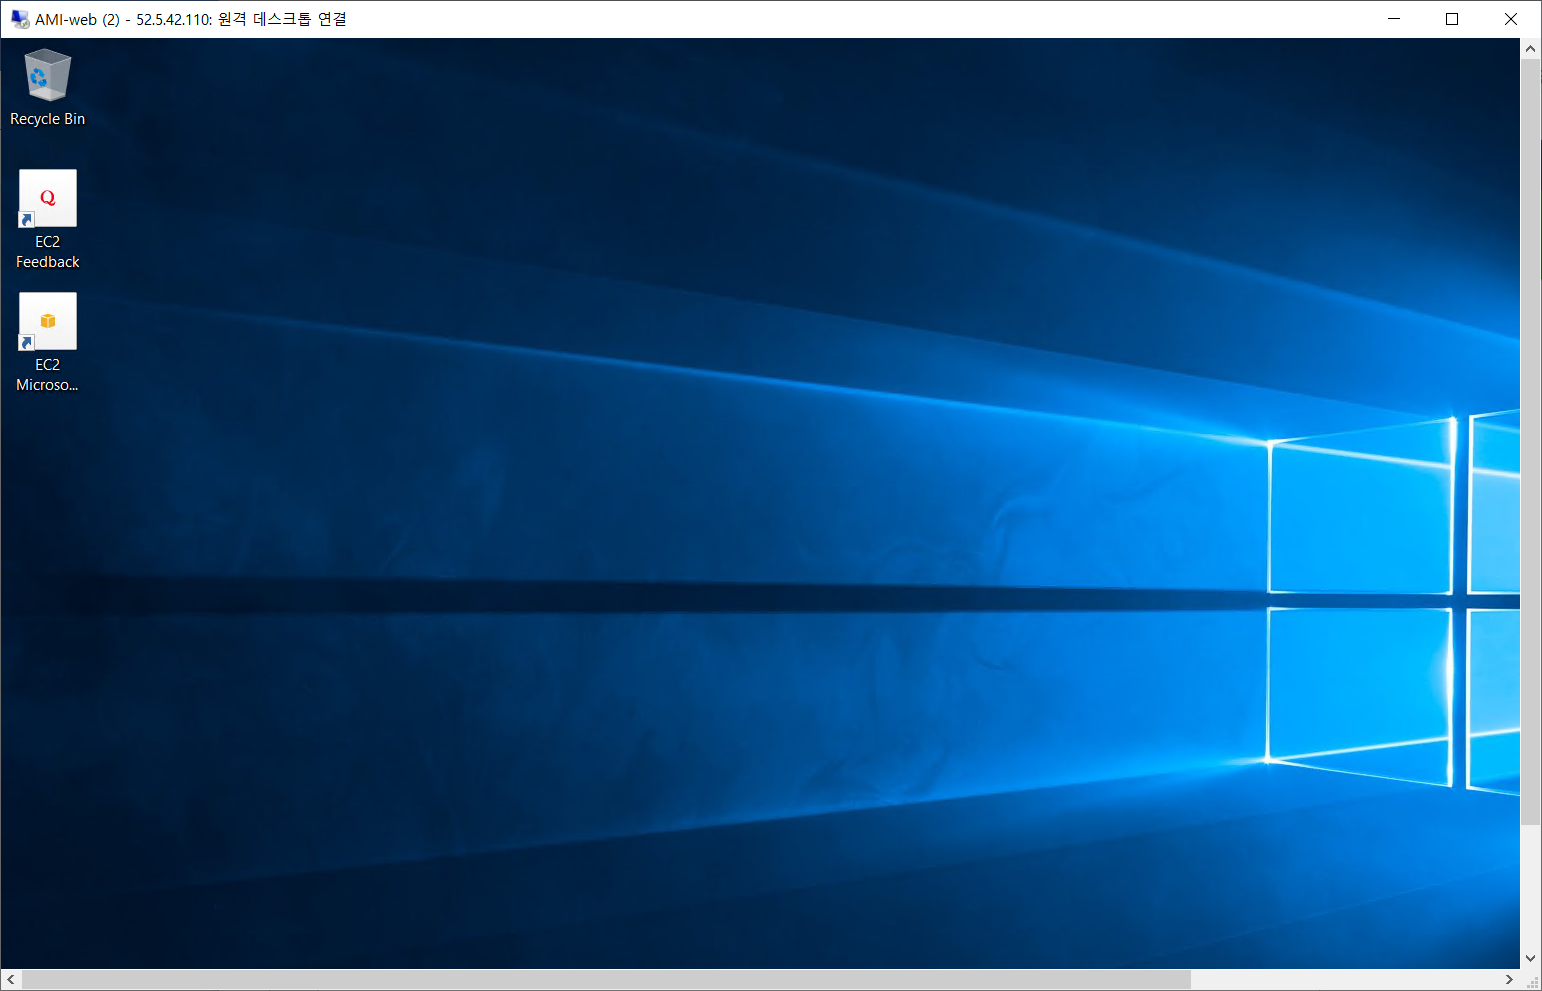 AMI-web (2) - 52.5.42.110: 원격 데스크톱 연결
Recycle Bin
Q
EC2
Feedback
EC2
Microso...